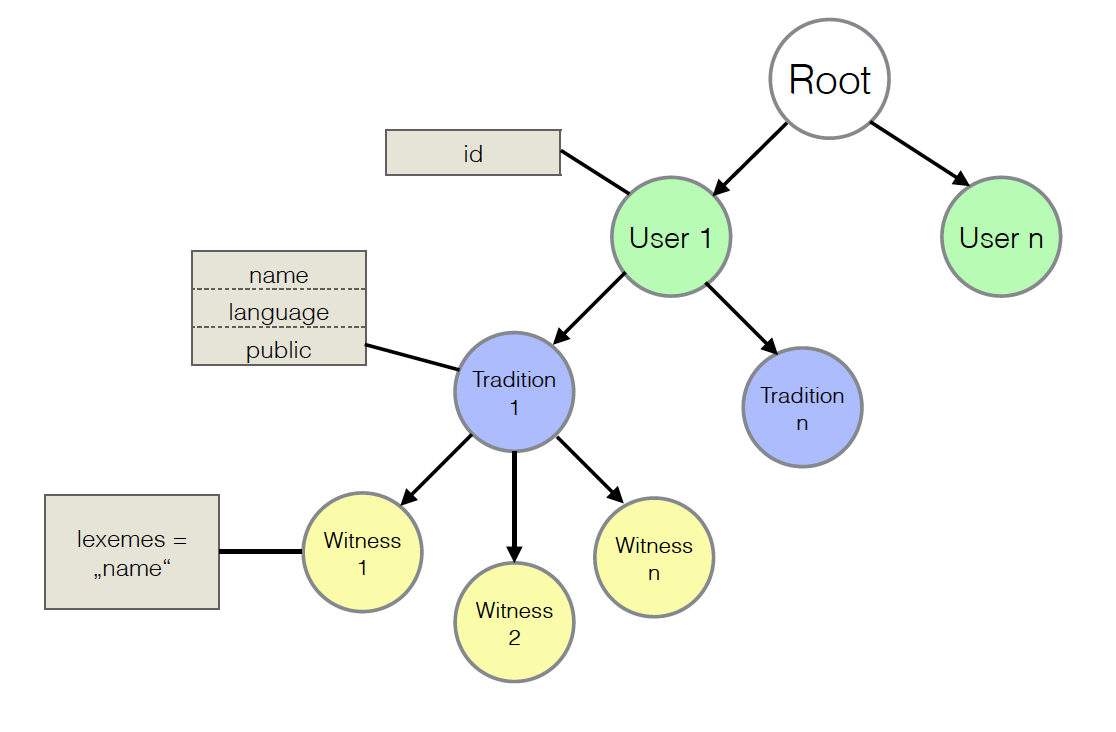 Root
id
User 1
User n
name
language
public
Tradition
1
Tradition
n
lexemes =
„name“
Witness
1
Witness
2
Witness
n